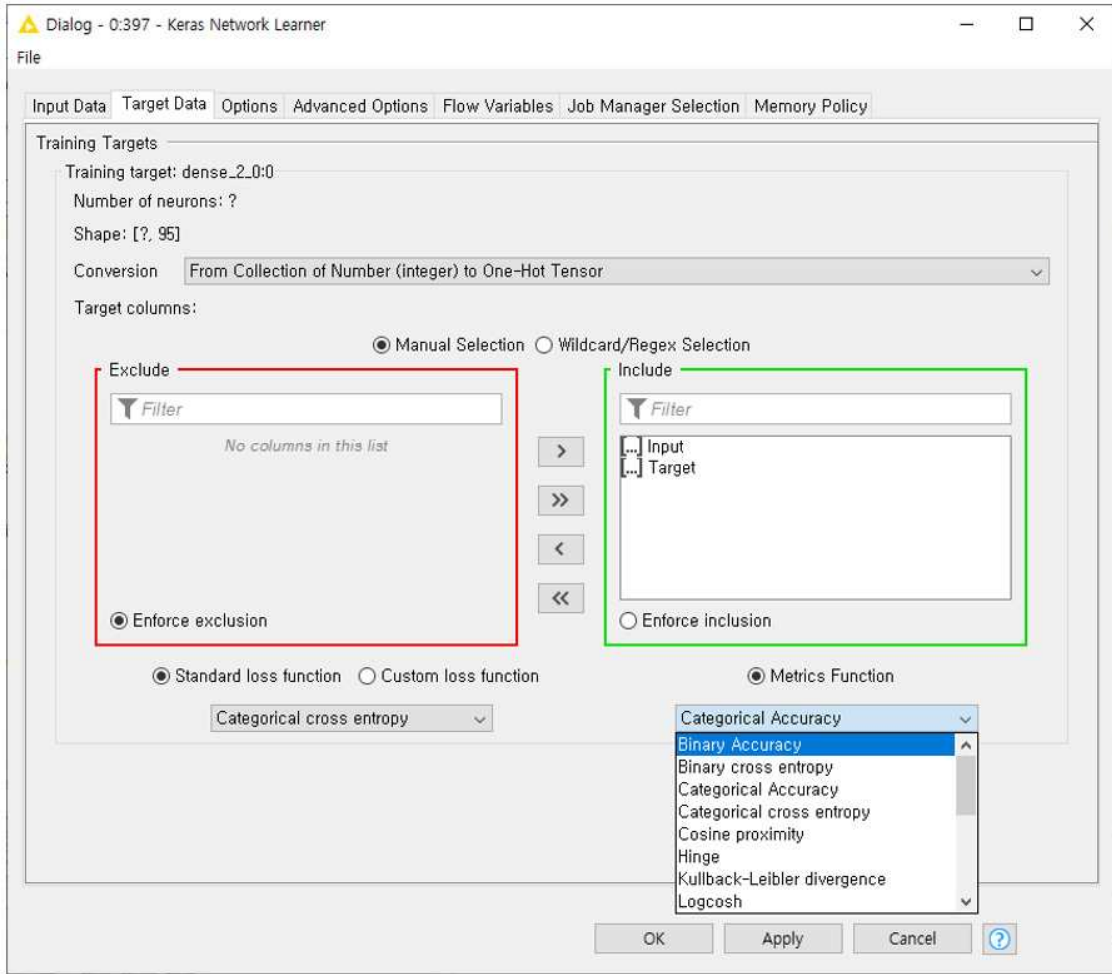 Dialog - 0:397 - Keras Network Learner
File
Input Data Target Data Options Advanced Options Flow Variables Job Manager Selection Memory Policy
Training Targets
Training target: dense_2_0:0
Number of neurons: ?
Shape: [?, 95]
Conversion From Collection of Number (integer) to One-Hot Tensor
Target columns:
Manual Selection Wildcard/Regex Selection
Exclude
Filter
No columns in this list
Enforce exclusion
> 
>>
<
<<
Include
Filter
[...] Input
[...] Target
Enforce inclusion
Standard loss function Custom loss function
Categorical cross entropy
Metrics Function
Categorical Accuracy
Binary Accuracy
Binary cross entropy
Categorical Accuracy
Categorical cross entropy
Cosine proximity
Hinge
Kullback-Leibler divergence
Logcosh
OK Apply Cancel ?